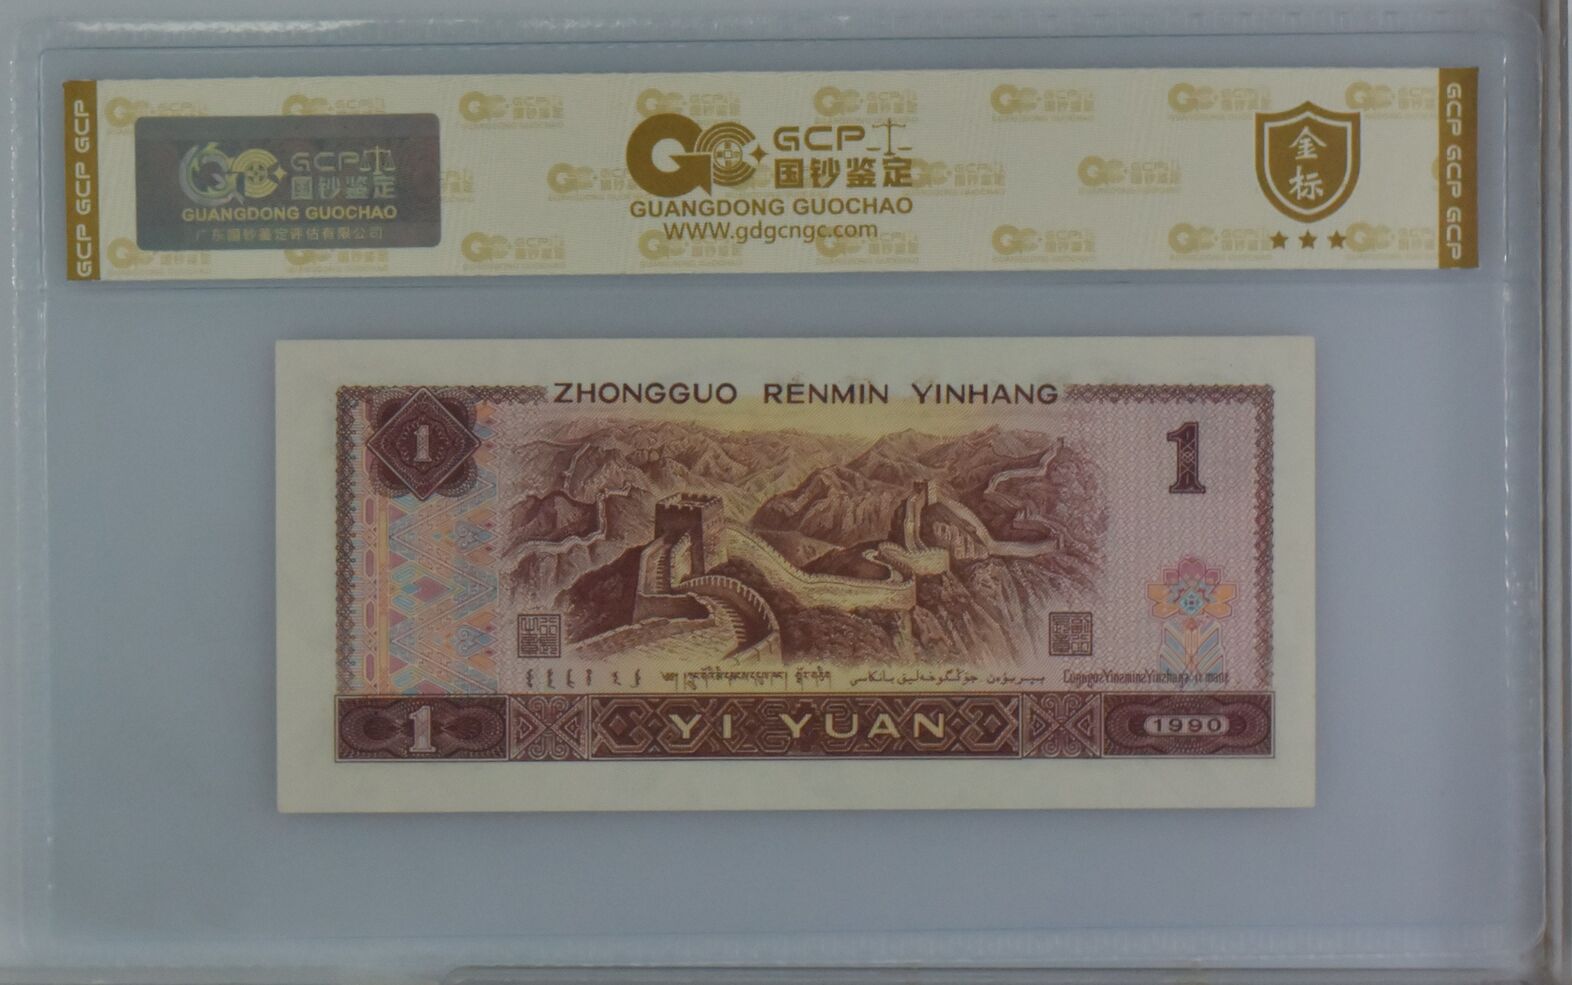 GCP GCP GCP
GCP
国钞鉴定
GUANGDONG GUOCHAO
广东国钞鉴定评估有限公司
GCP
国钞鉴定
GUANGDONG GUOCHAO
WWW.gdgcngc.com
金标
GCP GCP GCP
ZHONGGUO RENMIN YINHANG
1
1
1
YI YUAN
1990